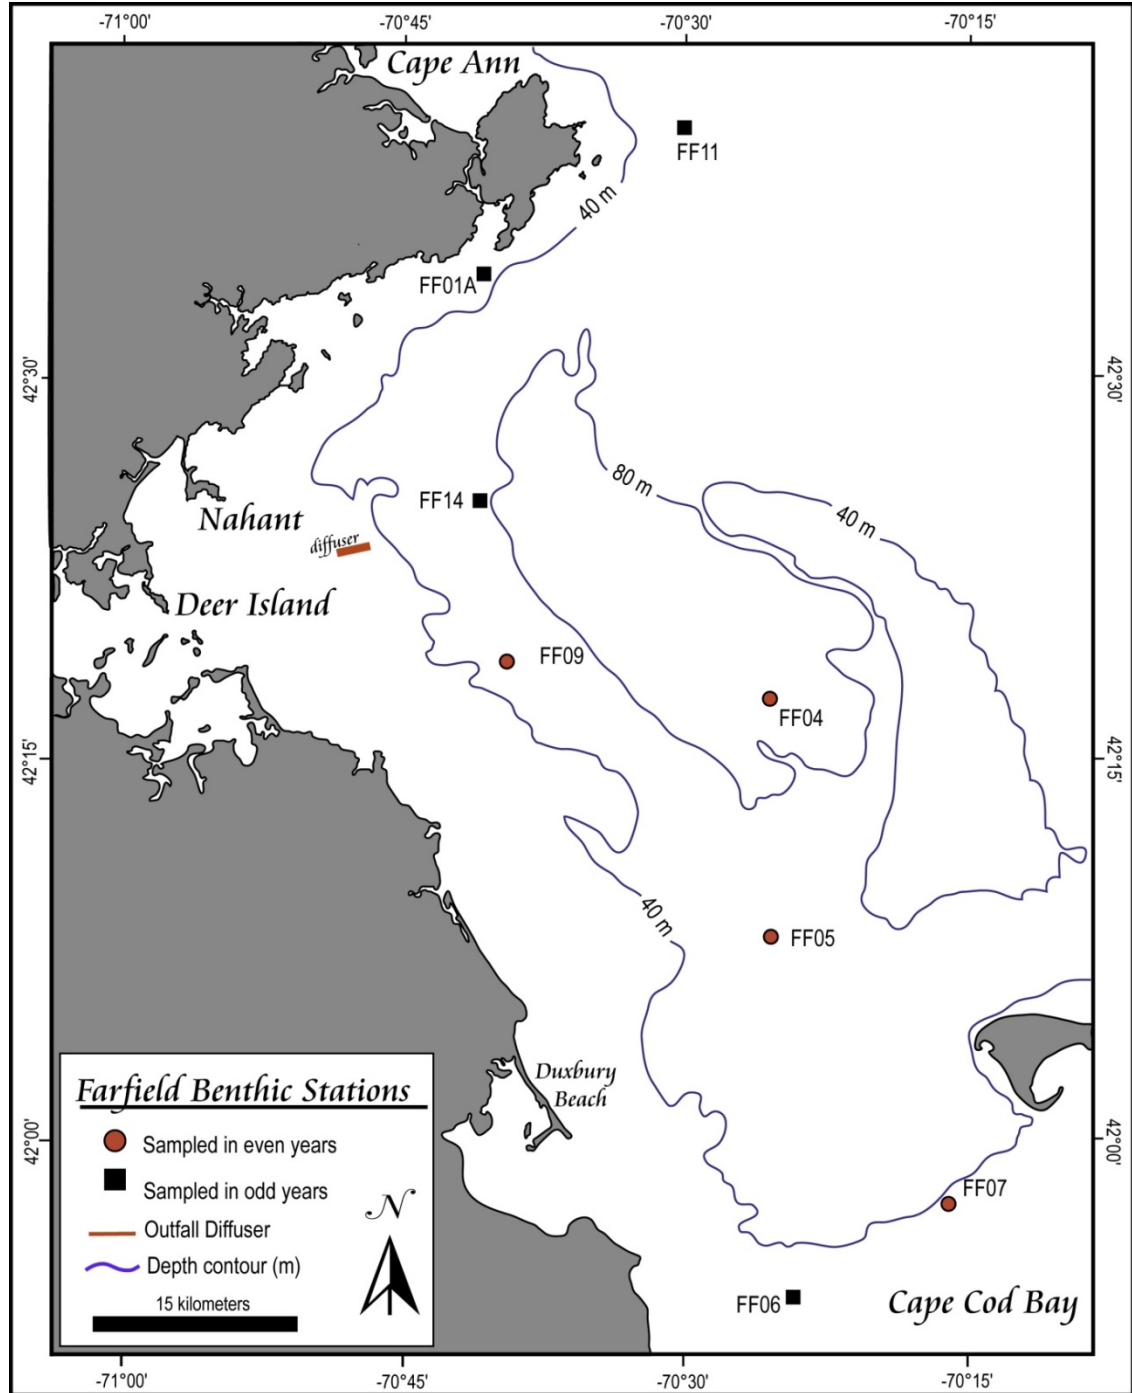 -71°00'
-70°45'
-70°30'
-70°15'
Cape Ann
FF11
40 m
FF01A
42°30'
42°30'
80 m
FF14
40 m
Nahant
diffuser
Deer Island
FF09
FF04
42°15'
42°15'
40 m
FF05
Duxbury
Beach
Farfield Benthic Stations
Sampled in even years
Sampled in odd years
Outfall Diffuser
Depth contour (m)
15 kilometers
N
42°00'
42°00'
FF07
FF06
Cape Cod Bay
-71°00'
-70°45'
-70°30'
-70°15'